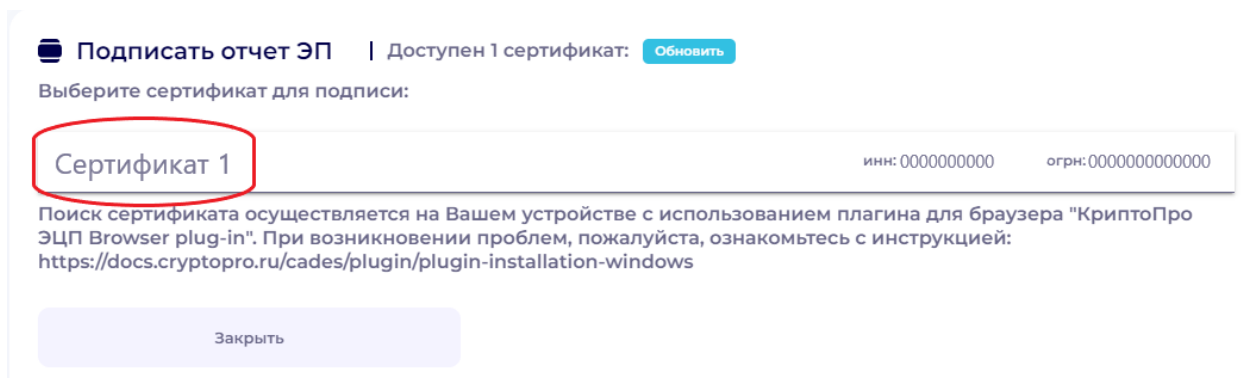 Подписать отчет ЭП | Доступен 1 сертификат: Обновить
Выберите сертификат для подписи:
Сертификат 1 инн: 0000000000 огрн: 0000000000000
Поиск сертификата осуществляется на Вашем устройстве с использованием плагина для браузера "КриптоПро
ЭЦП Browser plug-in". При возникновении проблем, пожалуйста, ознакомьтесь с инструкцией:
https://docs.cryptopro.ru/cades/plugin/plugin-installation-windows
Закрыть